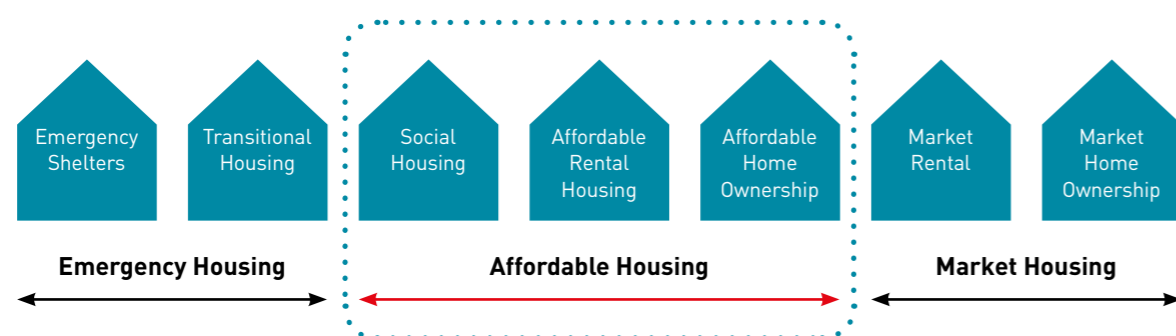 Emergency
Shelters
Transitional
Housing
Social
Housing
Affordable
Rental
Housing
Affordable
Home
Ownership
Market
Rental
Market
Home
Ownership
Emergency Housing
Affordable Housing
Market Housing